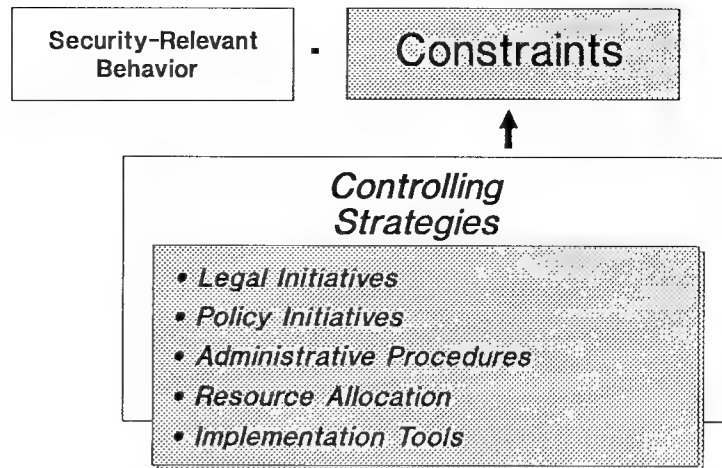 Security-Relevant
Behavior
Constraints
Controlling
Strategies
• Legal Initiatives
• Policy Initiatives
• Administrative Procedures
• Resource Allocation
• Implementation Tools